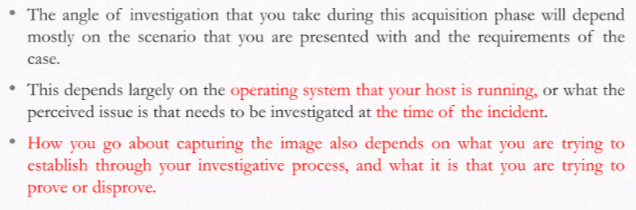 • The angle of investigation that you take during this acquisition phase will depend
mostly on the scenario that you are presented with and the requirements of the
case.
• This depends largely on the operating system that your host is running, or what the
perceived issue is that needs to be investigated at the time of the incident.
• How you go about capturing the image also depends on what you are trying to
establish through your investigative process, and what it is that you are trying to
prove or disprove.